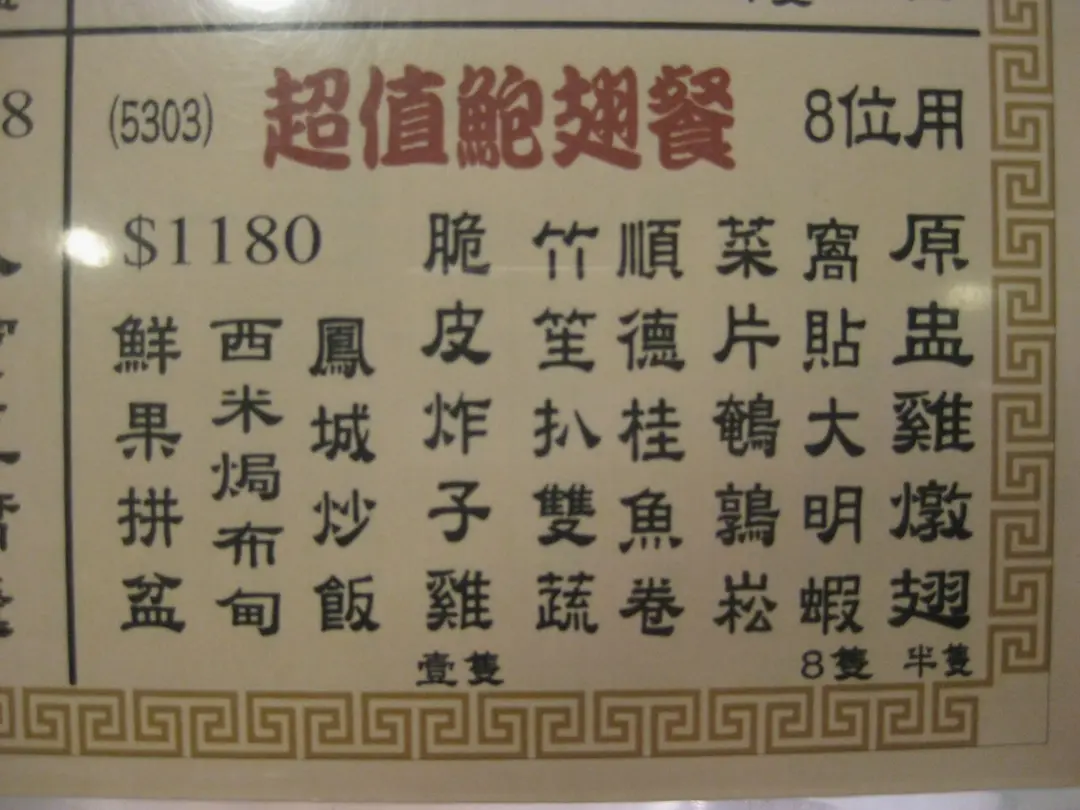 (5303) 超值鮑翅餐 8位用
原盅雞燉翅 半隻
窩貼大明蝦 8隻
菜片鵪鶉崧
順德桂魚卷
竹笙扒雙蔬
脆皮炸子雞 壹隻
$1180
鳳城炒飯
西米焗布甸
鮮果拼盆
8